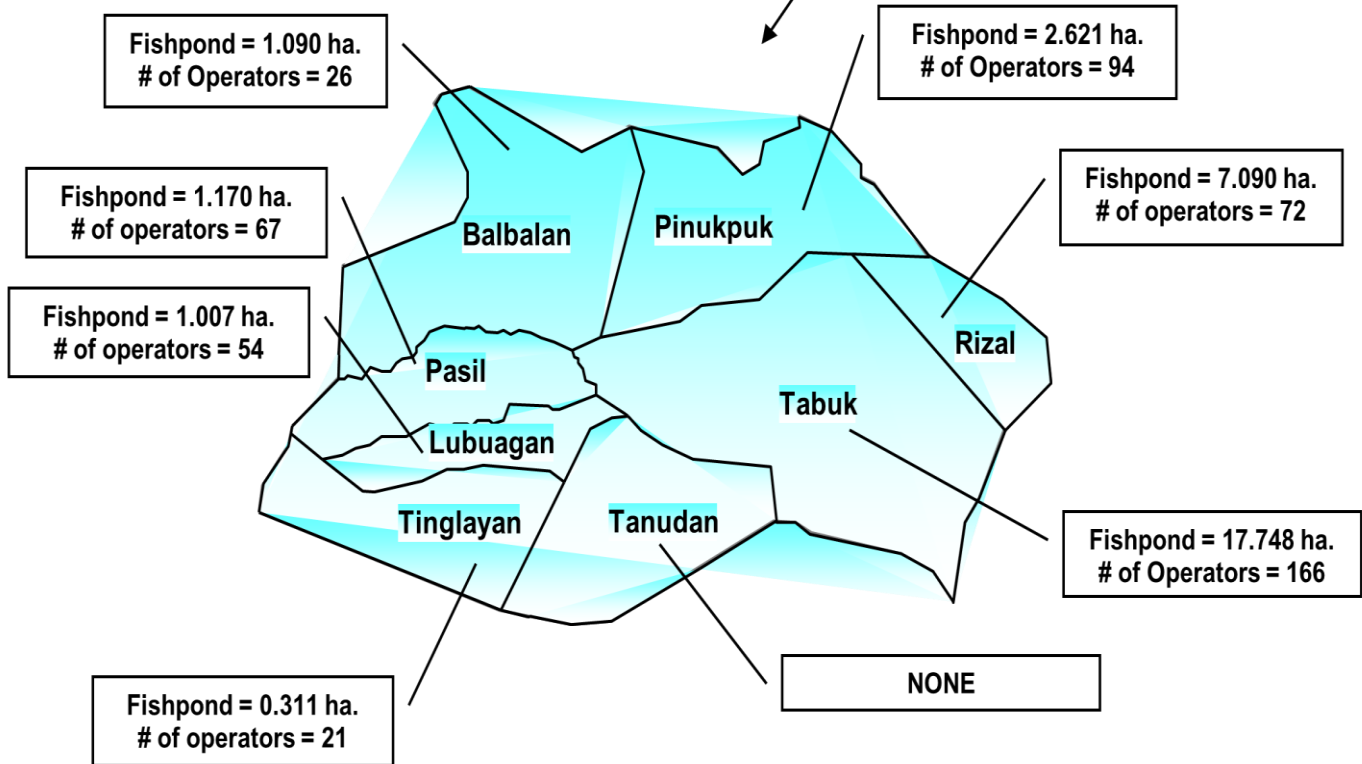 Fishpond = 1.090 ha.
# of Operators = 26
Fishpond = 2.621 ha.
# of Operators = 94
Fishpond = 1.170 ha.
# of operators = 67
Fishpond = 7.090 ha.
# of Operators = 72
Balbalan
Pinukpuk
Fishpond = 1.007 ha.
# of operators = 54
Rizal
Pasil
Tabuk
Lubuagan
Tinglayan
Tanudan
Fishpond = 17.748 ha.
# of Operators = 166
NONE
Fishpond = 0.311 ha.
# of operators = 21